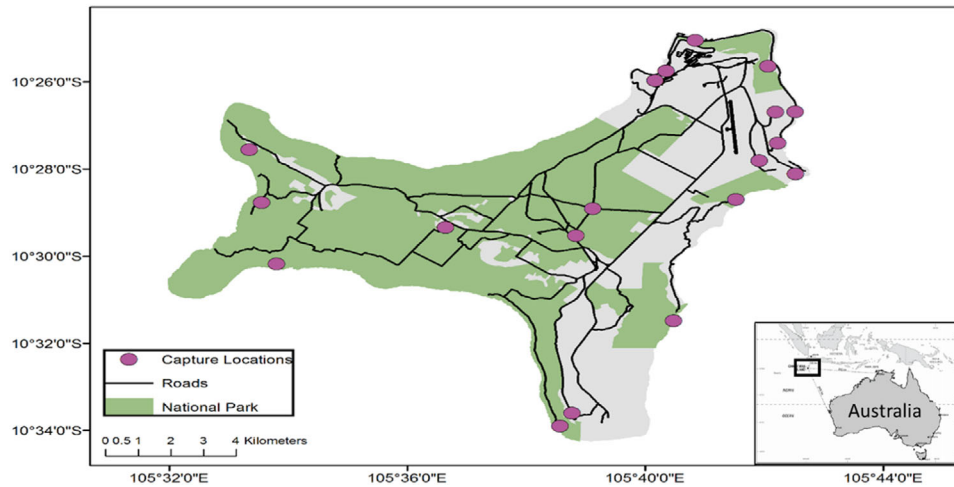 10°26'0"S
10°28'0"S
10°30'0"S
10°32'0"S
10°34'0"S
Capture Locations
Roads
National Park
0 0.5 1 2 3 4 Kilometers
Australia
105°32'0"E
105°36'0"E
105°40'0"E
105°44'0"E